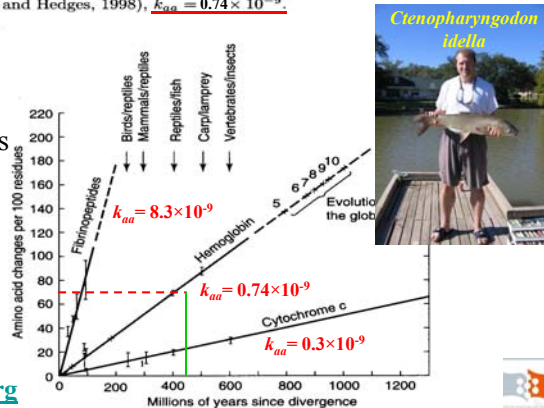 and Hedges, 1998), kaa = 0.74× 10⁻⁹.
Ctenopharyngodon
idella
Birds/reptiles
Mammals/reptiles
Reptiles/fish
Carp/lamprey
Vertebrates/insects
220
200
180
160
140
120
100
80
60
40
20
0
Amino acid changes per 100 residues
s
Fibrinopeptides
kaa= 8.3×10⁻⁹
Hemoglobin
5
6
7
8
9
10
Evolutio
the glob
kaa= 0.74×10⁻⁹
Cytochrome c
kaa= 0.3×10⁻⁹
0
200
400
600
800
1000
1200
Millions of years since divergence
rg